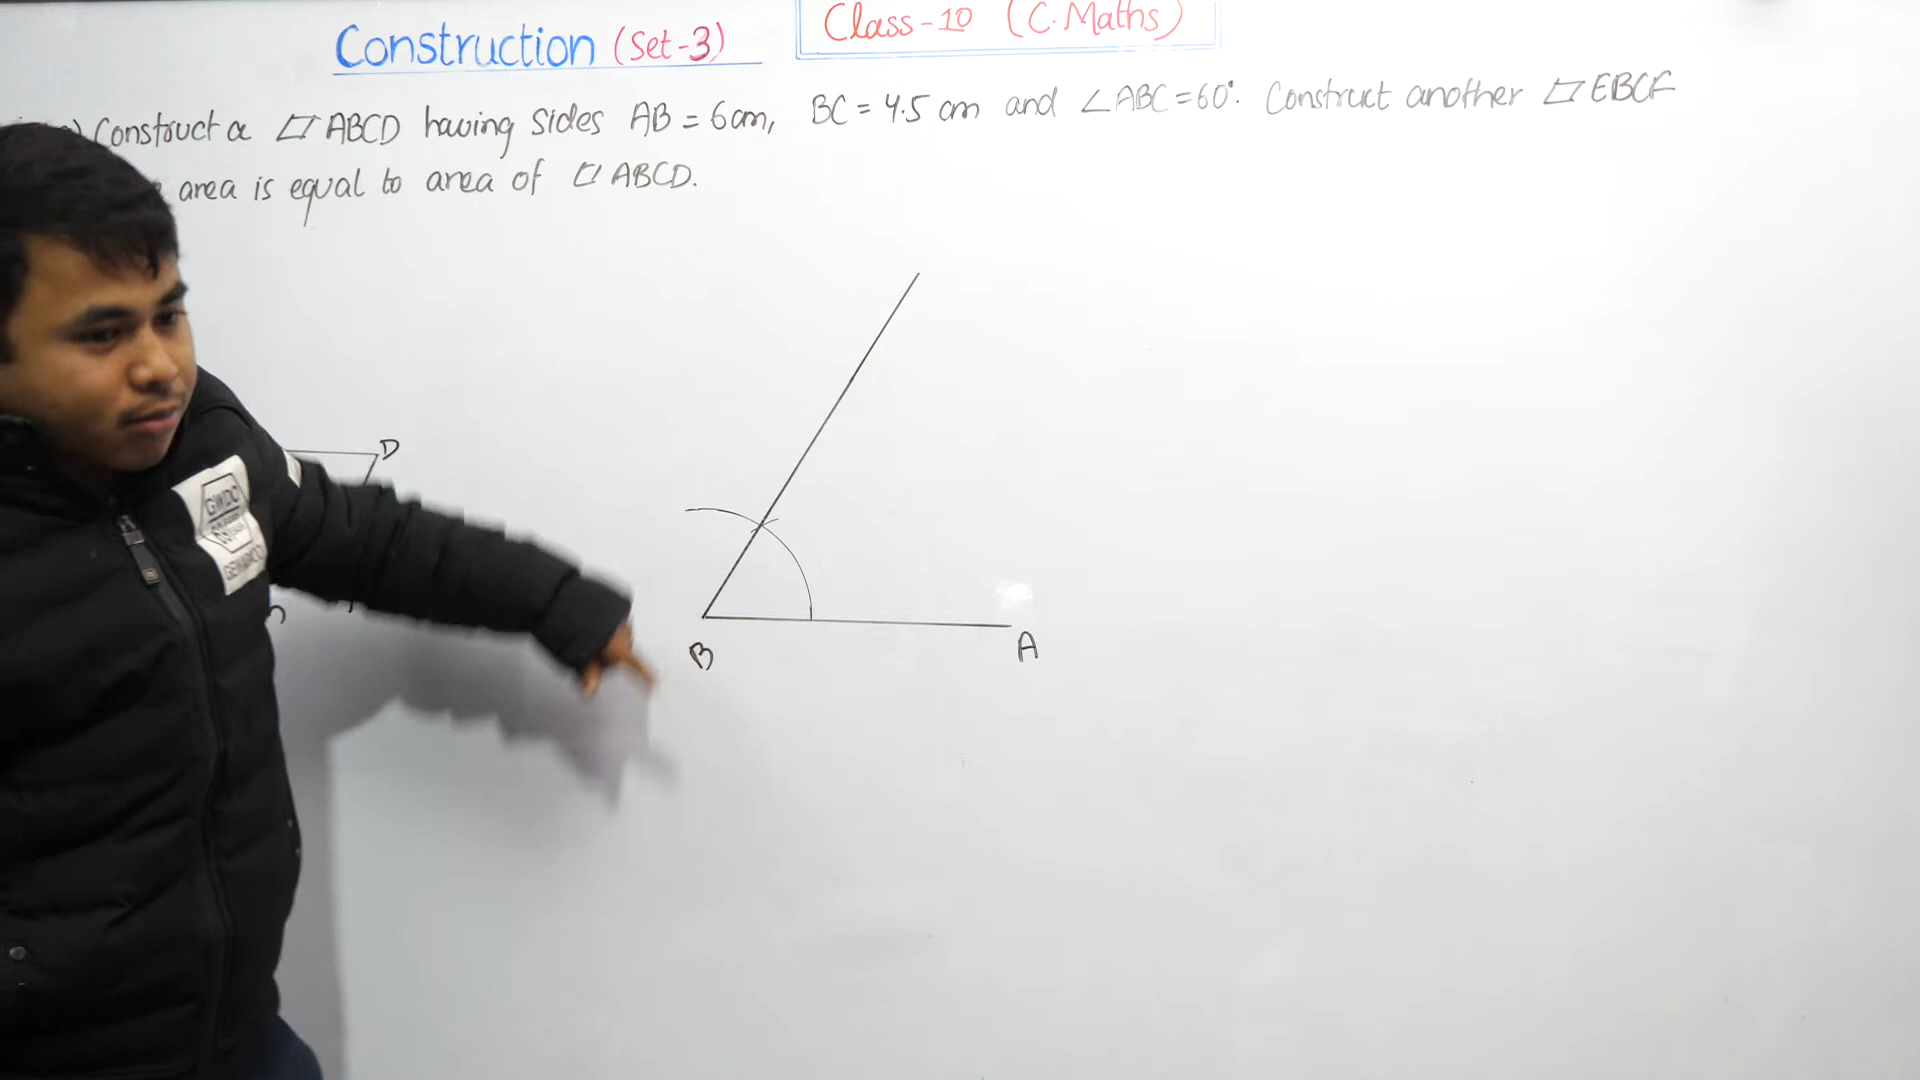 Construction (Set-3)
Class-10 (C.Maths)
Construct a ▱ ABCD having sides AB = 6cm, BC = 4.5 cm and ∠ABC=60°. Construct another ▱ EBCF
area is equal to area of ▱ ABCD.
D
B
A
GWDC